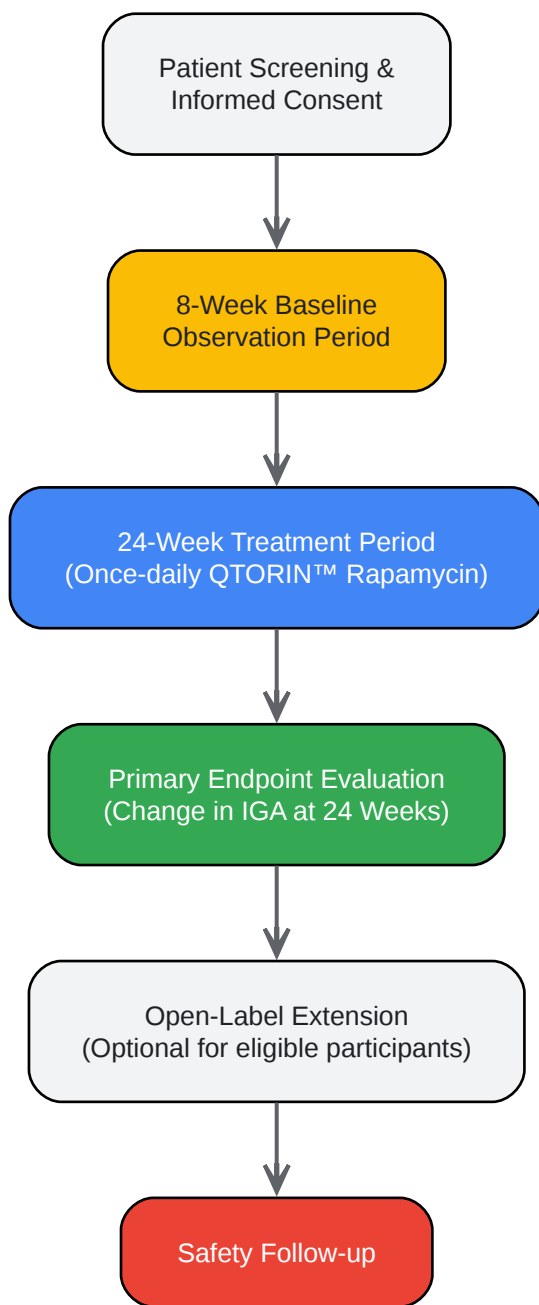 Patient Screening &
Informed Consent
8-Week Baseline
Observation Period
24-Week Treatment Period
(Once-daily QTORIN™ Rapamycin)
Primary Endpoint Evaluation
(Change in IGA at 24 Weeks)
Open-Label Extension
(Optional for eligible participants)
Safety Follow-up